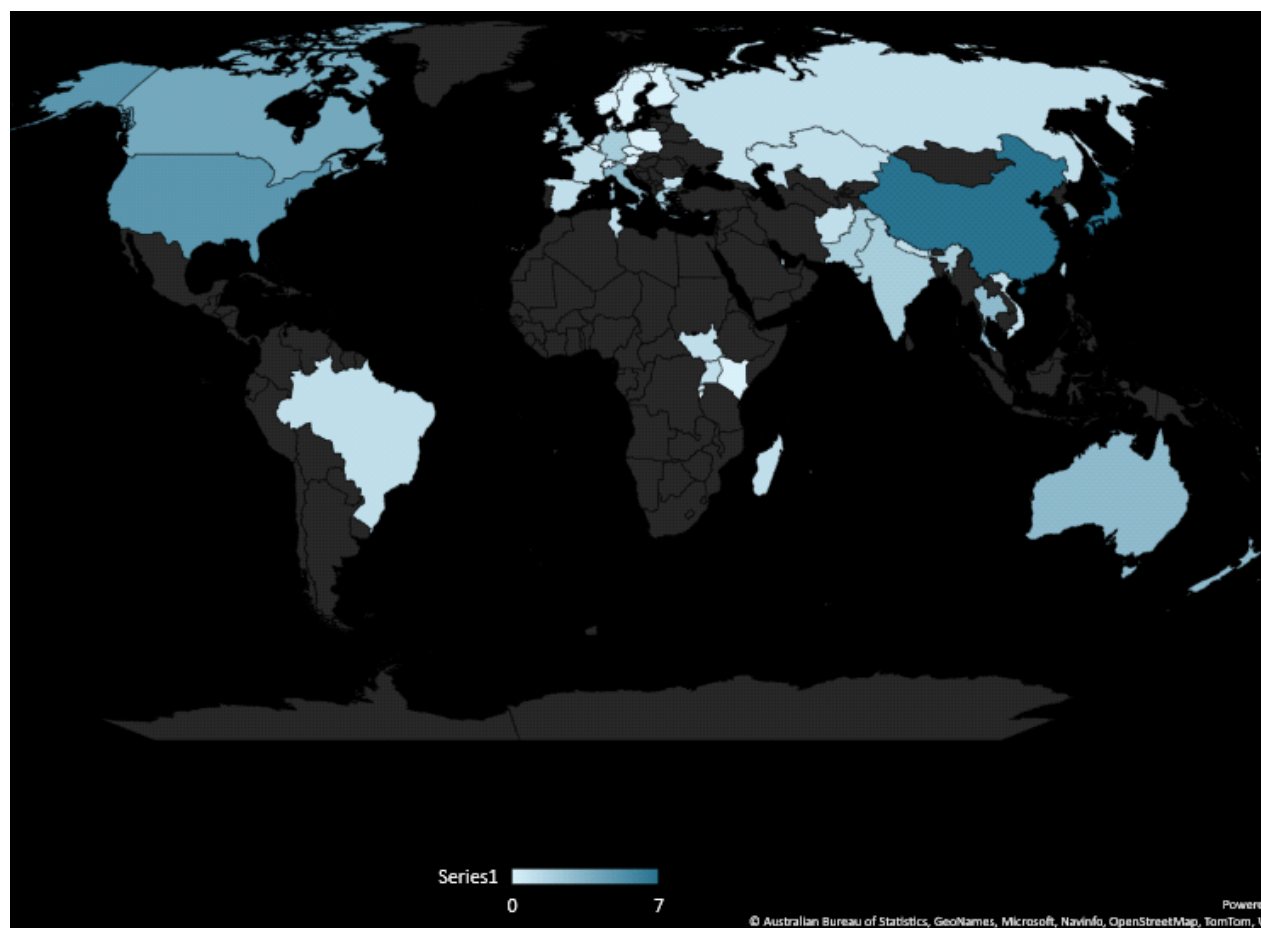 Series1
0 7
Powere
© Australian Bureau of Statistics, GeoNames, Microsoft, Navinfo, OpenStreetMap, TomTom,